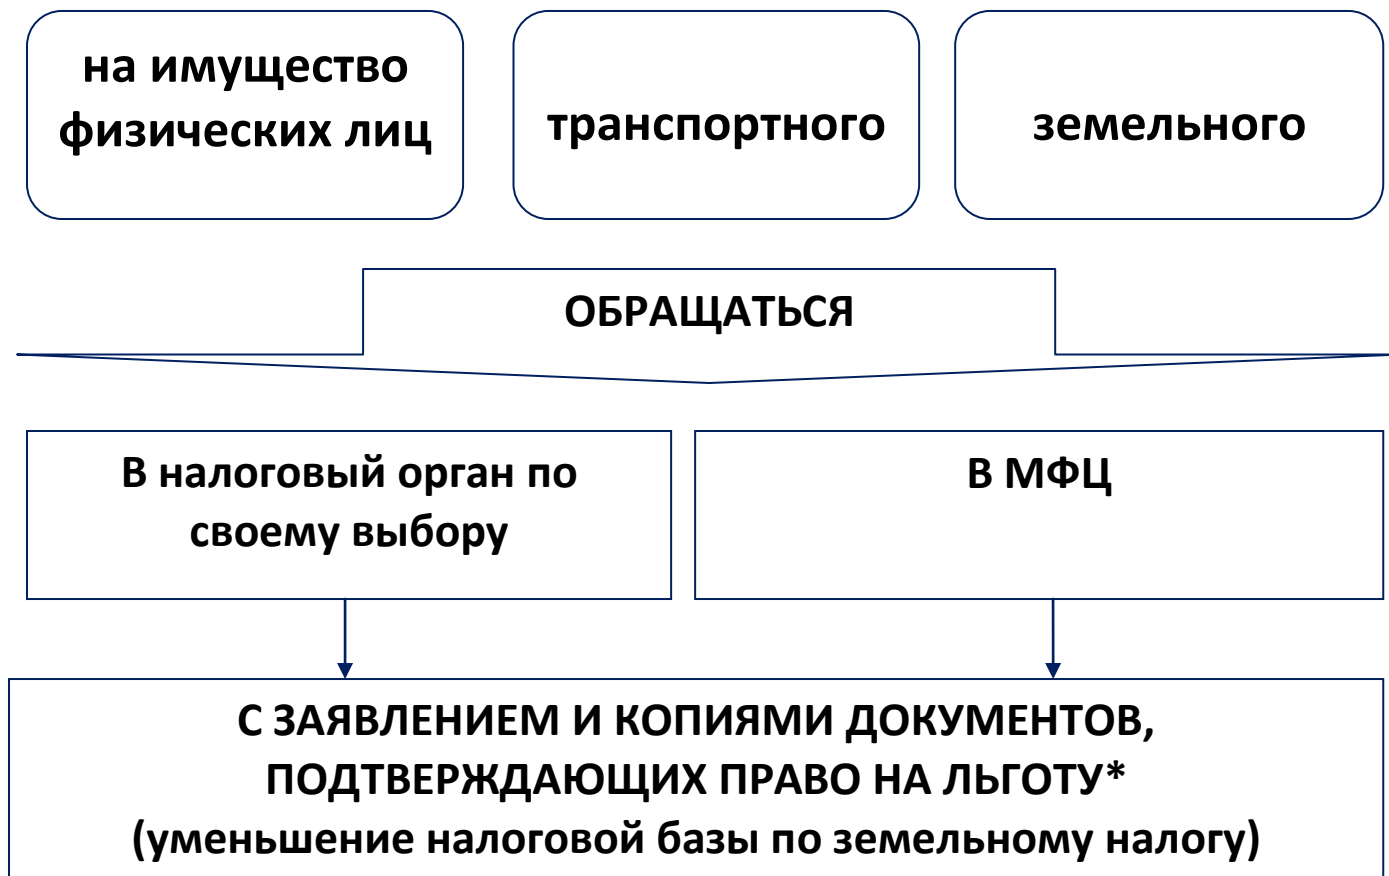 на имущество
физических лиц
транспортного
земельного
ОБРАЩАТЬСЯ
В налоговый орган по
своему выбору
В МФЦ
С ЗАЯВЛЕНИЕМ И КОПИЯМИ ДОКУМЕНТОВ,
ПОДТВЕРЖДАЮЩИХ ПРАВО НА ЛЬГОТУ*
(уменьшение налоговой базы по земельному налогу)